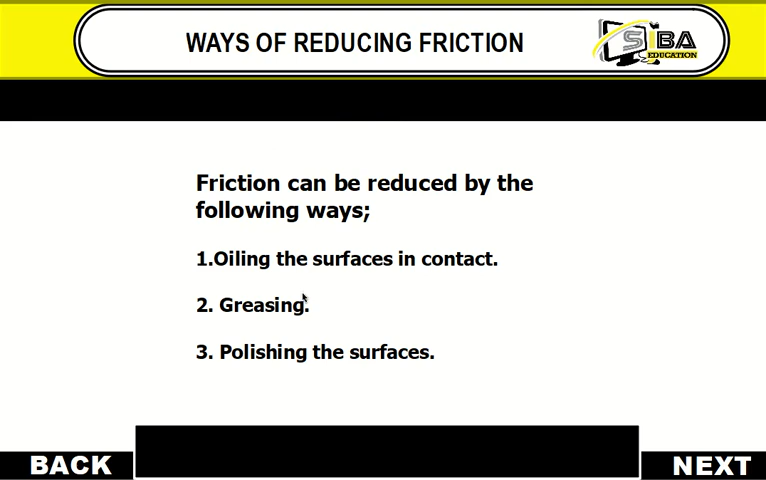 WAYS OF REDUCING FRICTION
SiBA
EDUCATION
Friction can be reduced by the
following ways;
1.Oiling the surfaces in contact.
2. Greasing.
3. Polishing the surfaces.
BACK
NEXT